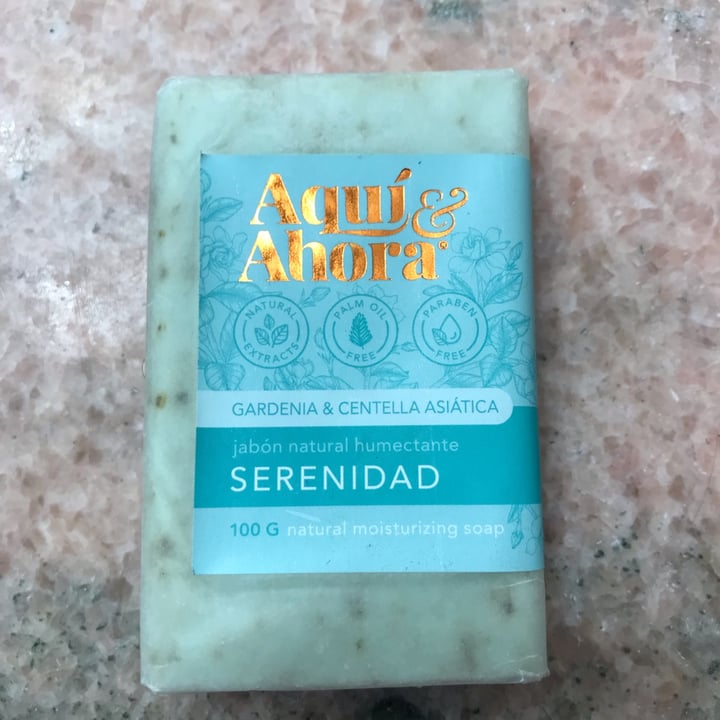 Aquí &
Ahora®
NATURAL EXTRACTS
PALM OIL FREE
PARABEN FREE
GARDENIA & CENTELLA ASIÁTICA
jabón natural humectante
SERENIDAD
100 G natural moisturizing soap